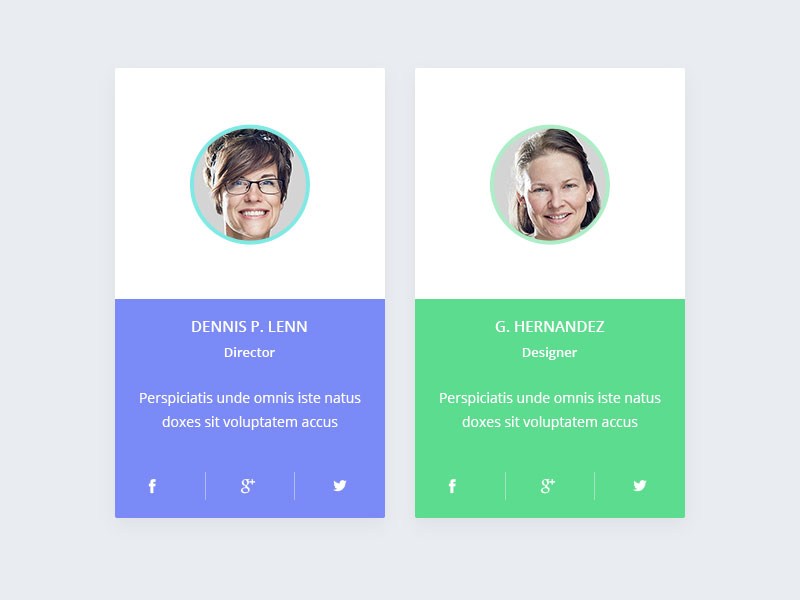 DENNIS P. LENN
Director
Perspiciatis unde omnis iste natus
doxes sit voluptatem accus
G. HERNANDEZ
Designer
Perspiciatis unde omnis iste natus
doxes sit voluptatem accus